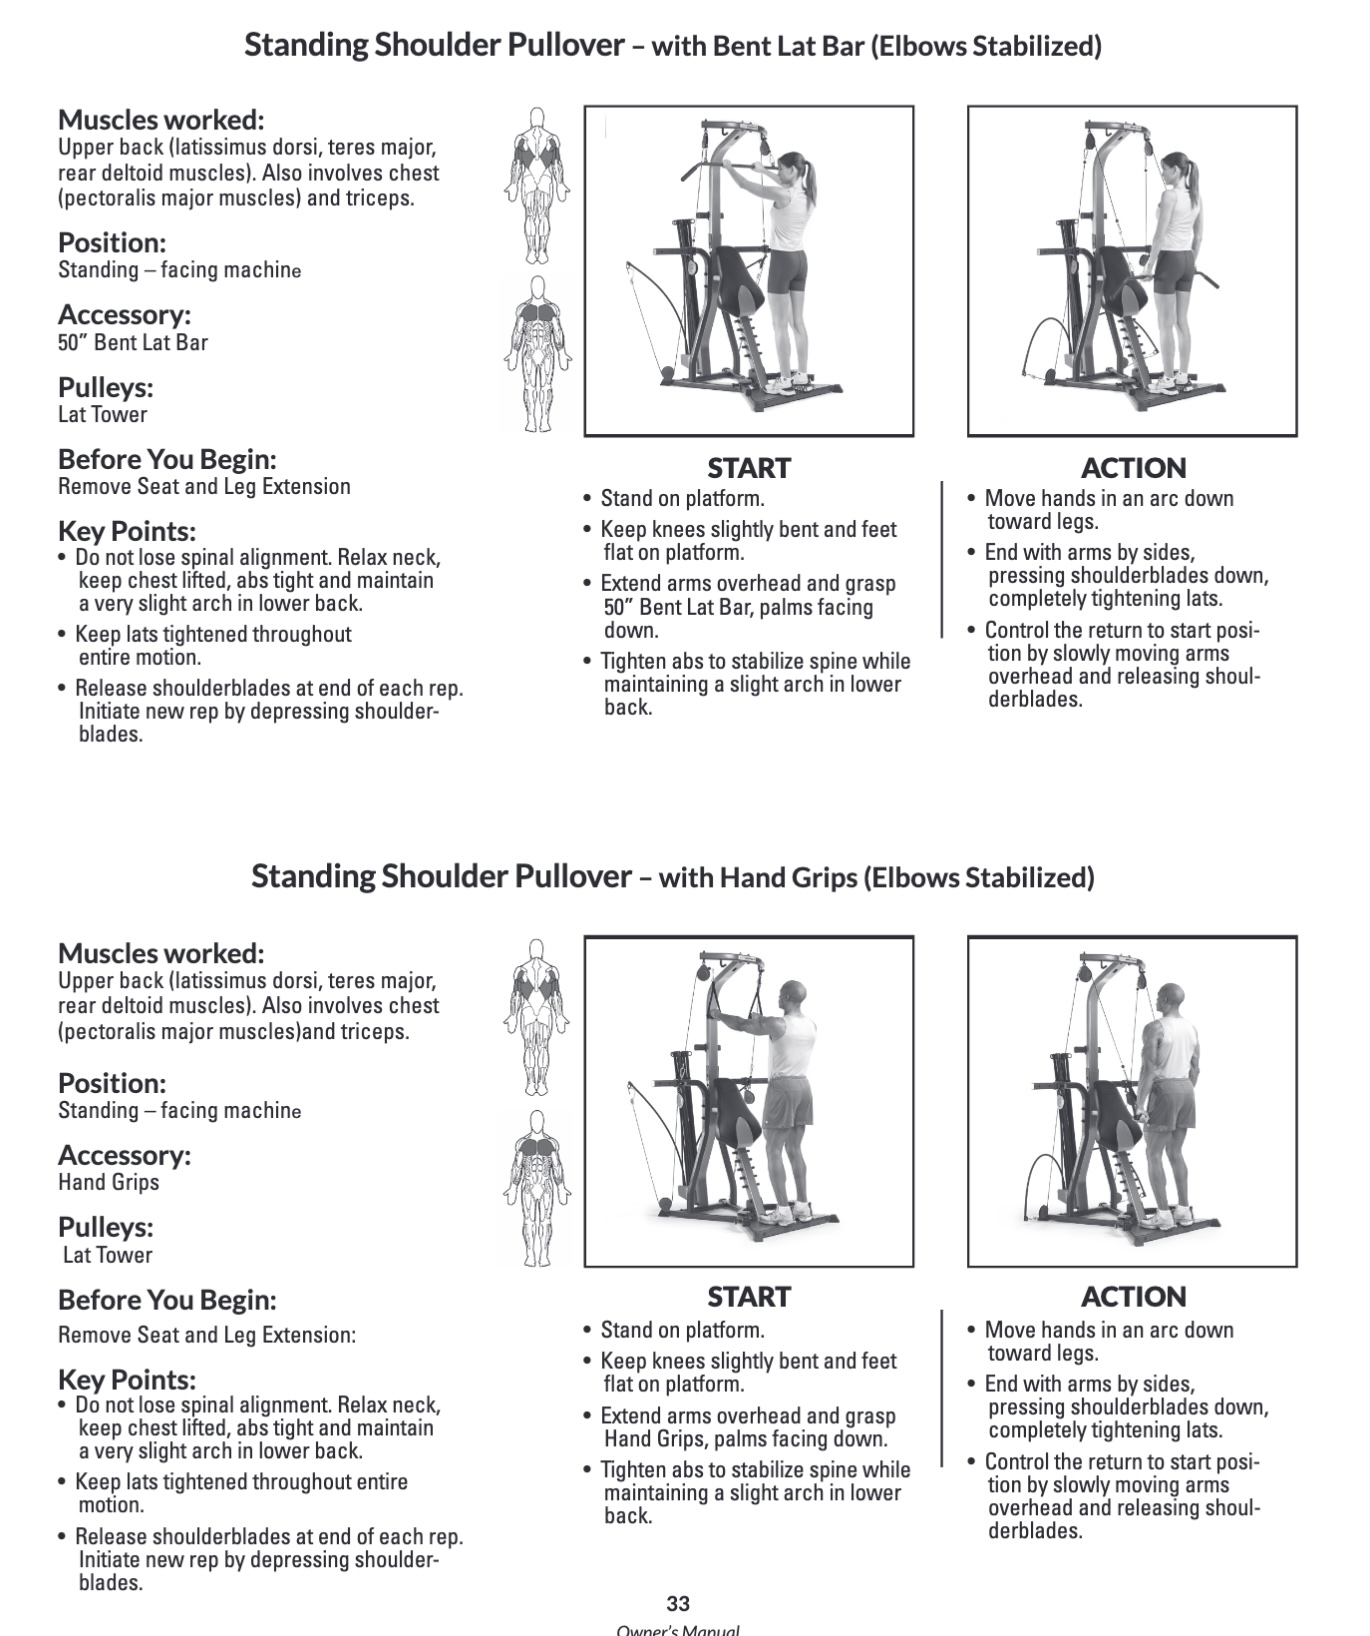 Standing Shoulder Pullover – with Bent Lat Bar (Elbows Stabilized)
Muscles worked:
Upper back (latissimus dorsi, teres major,
rear deltoid muscles). Also involves chest
(pectoralis major muscles) and triceps.
Position:
Standing – facing machine
Accessory:
50” Bent Lat Bar
Pulleys:
Lat Tower
Before You Begin:
Remove Seat and Leg Extension
Key Points:
• Do not lose spinal alignment. Relax neck,
keep chest lifted, abs tight and maintain
a very slight arch in lower back.
• Keep lats tightened throughout
entire motion.
• Release shoulderblades at end of each rep.
Initiate new rep by depressing shoulder-
blades.
START
• Stand on platform.
• Keep knees slightly bent and feet
flat on platform.
• Extend arms overhead and grasp
50” Bent Lat Bar, palms facing
down.
• Tighten abs to stabilize spine while
maintaining a slight arch in lower
back.
ACTION
• Move hands in an arc down
toward legs.
• End with arms by sides,
pressing shoulderblades down,
completely tightening lats.
• Control the return to start posi-
tion by slowly moving arms
overhead and releasing shoul-
derblades.
Standing Shoulder Pullover – with Hand Grips (Elbows Stabilized)
Muscles worked:
Upper back (latissimus dorsi, teres major,
rear deltoid muscles). Also involves chest
(pectoralis major muscles)and triceps.
Position:
Standing – facing machine
Accessory:
Hand Grips
Pulleys:
Lat Tower
Before You Begin:
Remove Seat and Leg Extension:
Key Points:
• Do not lose spinal alignment. Relax neck,
keep chest lifted, abs tight and maintain
a very slight arch in lower back.
• Keep lats tightened throughout entire
motion.
• Release shoulderblades at end of each rep.
Initiate new rep by depressing shoulder-
blades.
START
• Stand on platform.
• Keep knees slightly bent and feet
flat on platform.
• Extend arms overhead and grasp
Hand Grips, palms facing down.
• Tighten abs to stabilize spine while
maintaining a slight arch in lower
back.
ACTION
• Move hands in an arc down
toward legs.
• End with arms by sides,
pressing shoulderblades down,
completely tightening lats.
• Control the return to start posi-
tion by slowly moving arms
overhead and releasing shoul-
derblades.
33
Owner’s Manual